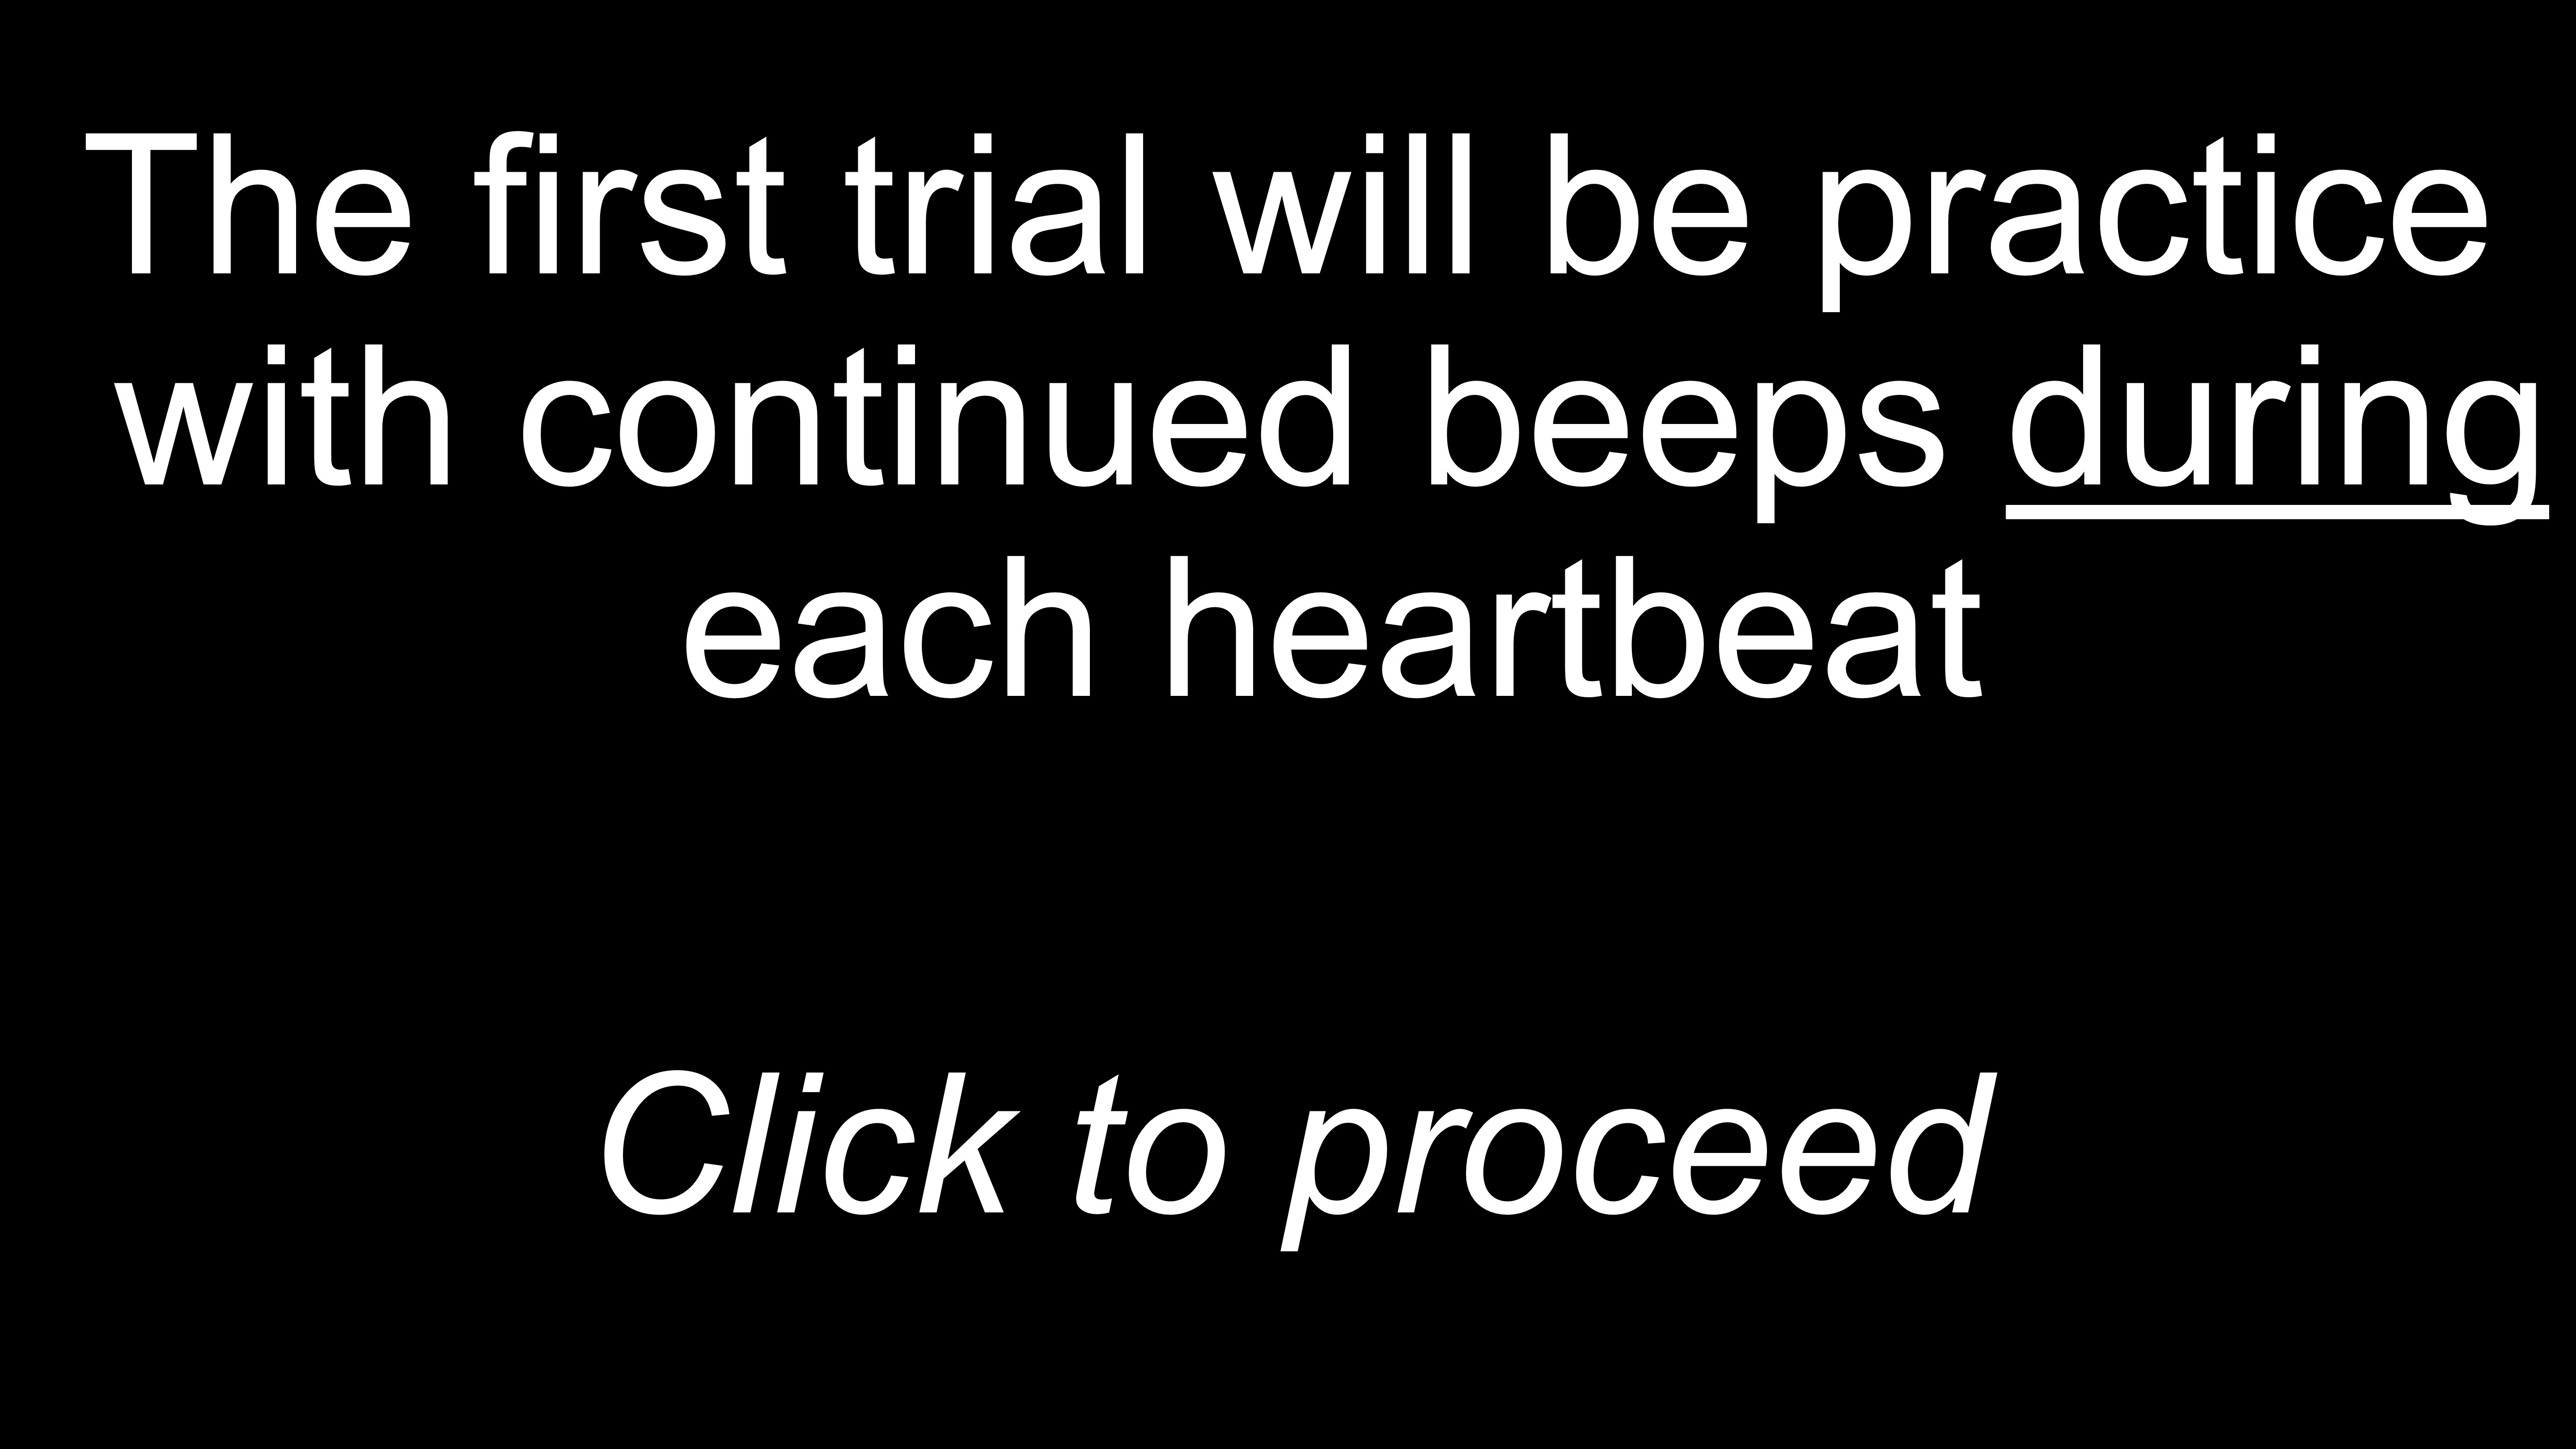 The first trial will be practice
with continued beeps during
each heartbeat
Click to proceed